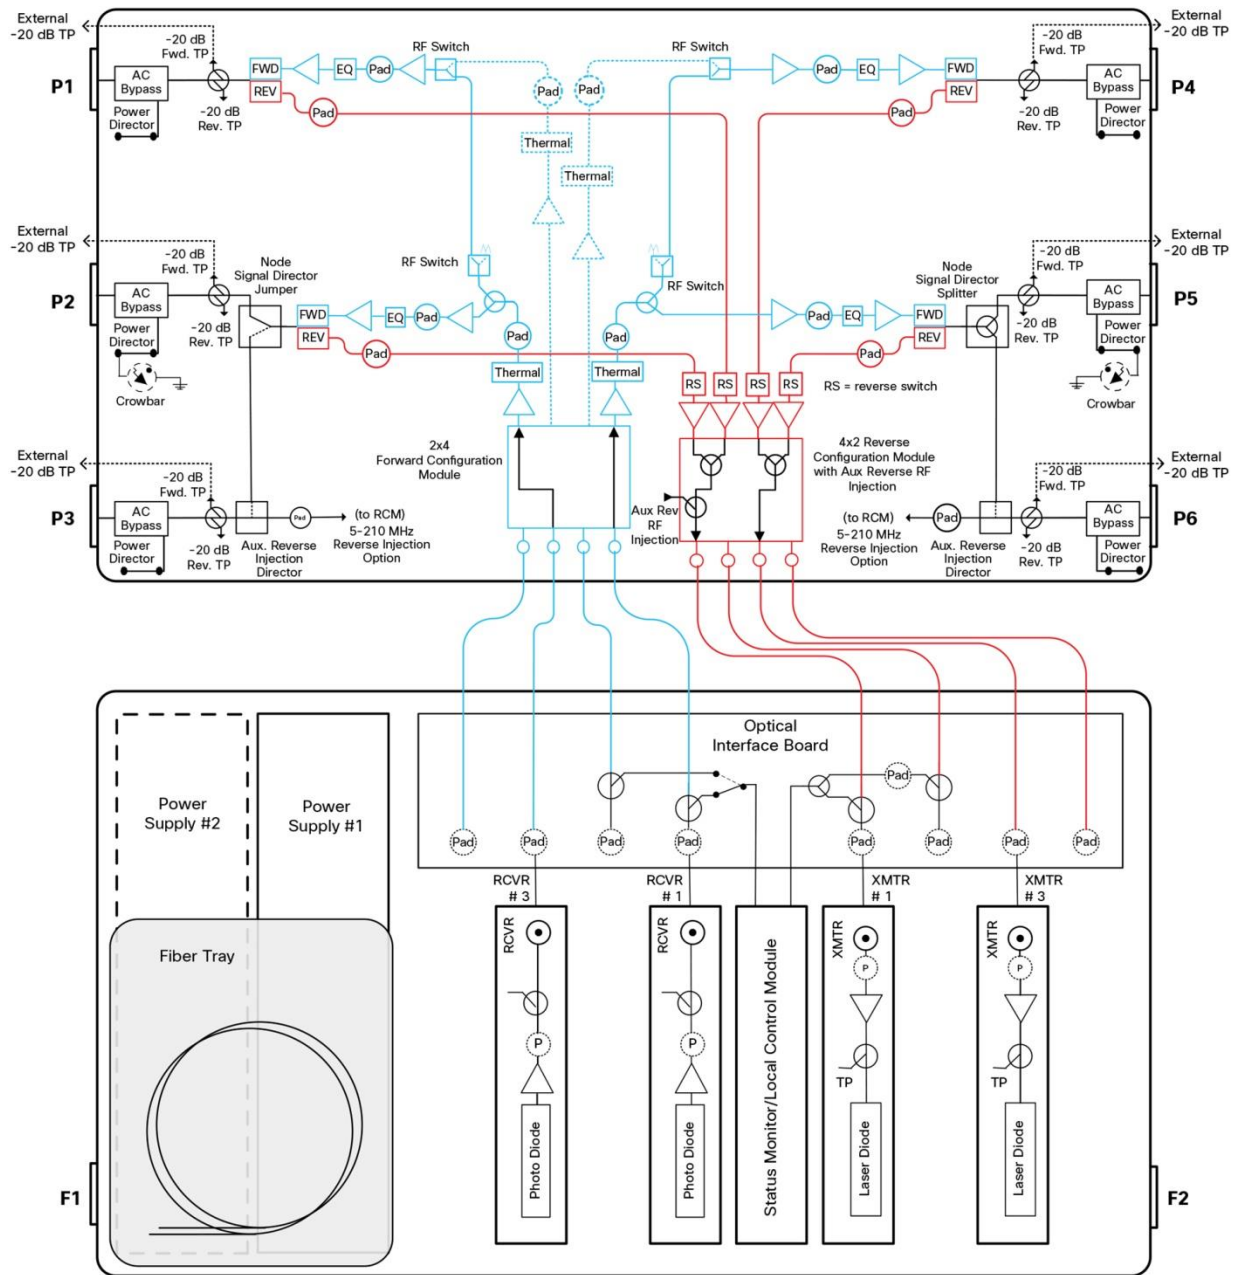 External
-20 dB TP
-20 dB
Fwd. TP
P1
AC
Bypass
Power
Director
-20 dB
Rev. TP
FWD
REV
EQ
Pad
Pad
RF Switch
Pad
Thermal
RF Switch
Pad
Thermal
Pad
EQ
FWD
REV
Pad
-20 dB
Fwd. TP
-20 dB
Rev. TP
External
-20 dB TP
AC
Bypass
Power
Director
P4
External
-20 dB TP
-20 dB
Fwd. TP
P2
AC
Bypass
Power
Director
Crowbar
-20 dB
Rev. TP
Node
Signal Director
Jumper
FWD
REV
EQ
Pad
Pad
RF Switch
Pad
Thermal
RF Switch
Pad
Thermal
Pad
EQ
FWD
REV
Pad
Node
Signal Director
Splitter
-20 dB
Fwd. TP
-20 dB
Rev. TP
External
-20 dB TP
AC
Bypass
Power
Director
Crowbar
P5
RS
RS
RS
RS
RS = reverse switch
2x4
Forward Configuration
Module
4x2 Reverse
Configuration Module
with Aux Reverse RF
Injection
Aux Rev
RF
Injection
External
-20 dB TP
-20 dB
Fwd. TP
P3
AC
Bypass
Power
Director
-20 dB
Rev. TP
Aux. Reverse
Injection
Director
Pad
(to RCM)
5-210 MHz
Reverse Injection
Option
(to RCM)
5-210 MHz
Reverse Injection
Option
Pad
Aux. Reverse
Injection
Director
-20 dB
Fwd. TP
-20 dB
Rev. TP
External
-20 dB TP
AC
Bypass
Power
Director
P6
Optical
Interface Board
Power
Supply #2
Power
Supply #1
Pad
Pad
Pad
Pad
Pad
Pad
Pad
Pad
Pad
RCVR
# 3
RCVR
# 1
XMTR
# 1
XMTR
# 3
Fiber Tray
RCVR
P
Photo Diode
RCVR
P
Photo Diode
Status Monitor/Local Control Module
XMTR
P
TP
Laser Diode
XMTR
P
TP
Laser Diode
F1
F2